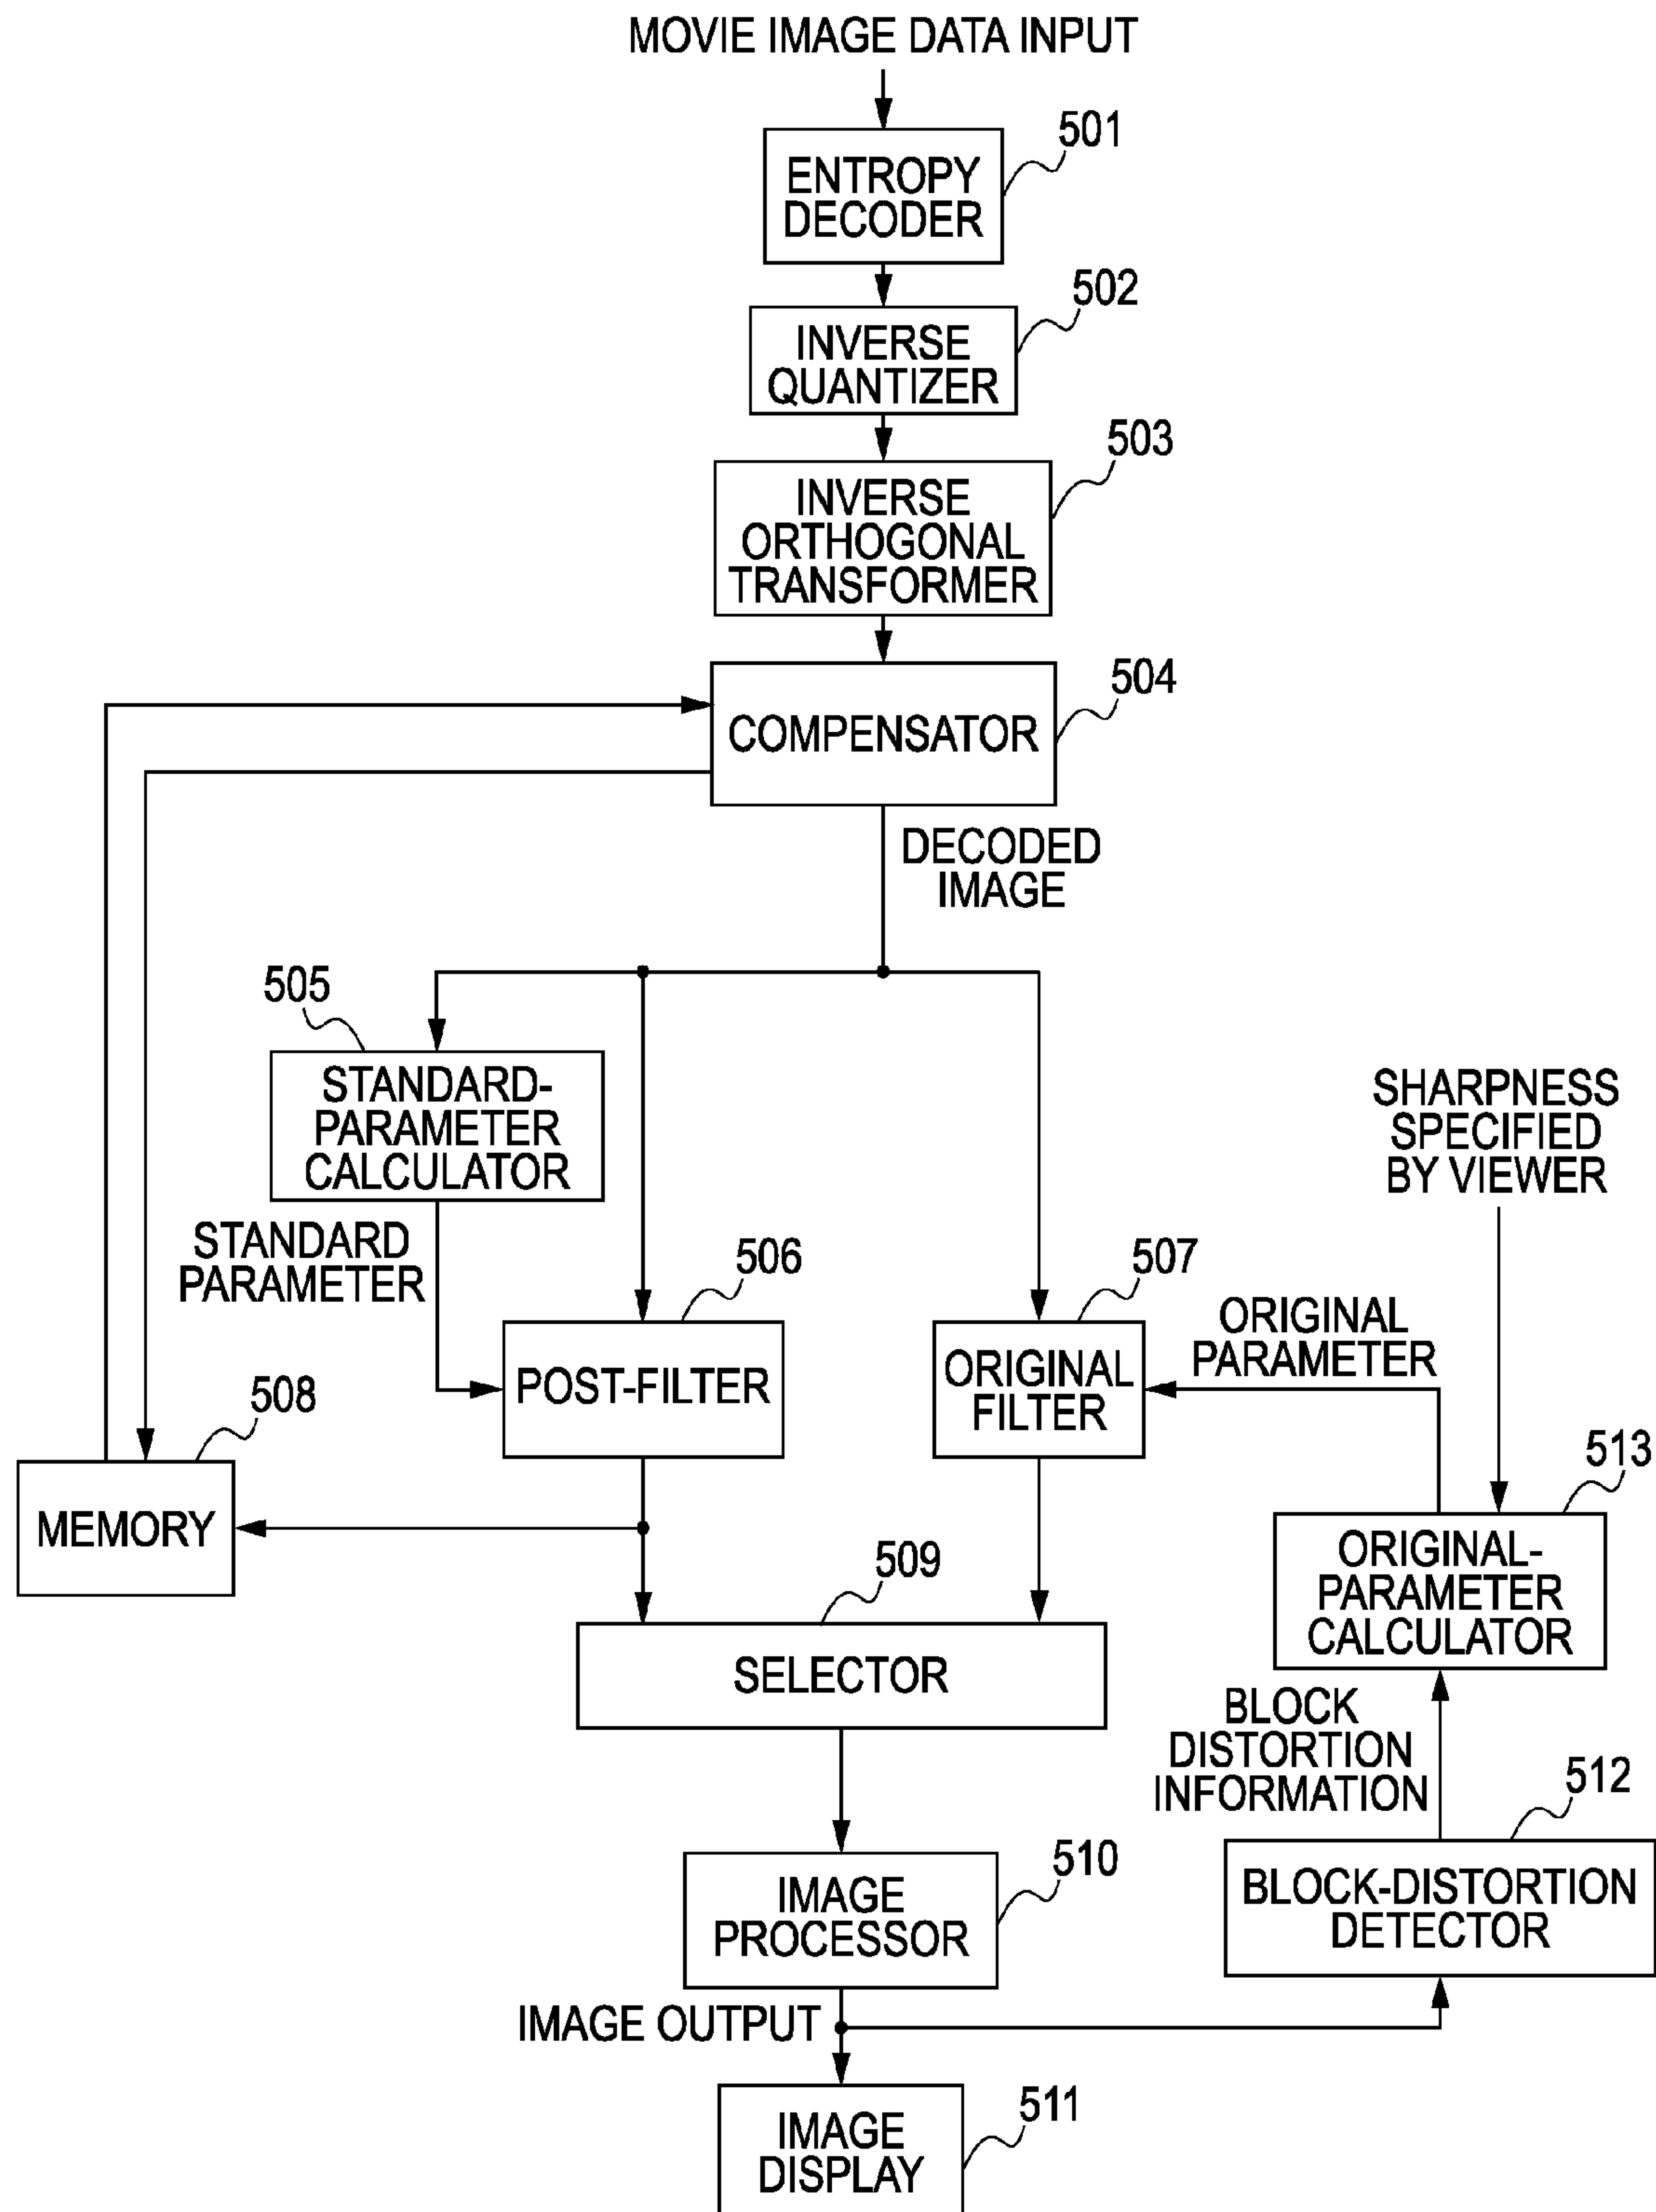 MOVIE IMAGE DATA INPUT
501
ENTROPY
DECODER
502
INVERSE
QUANTIZER
503
INVERSE
ORTHOGONAL
TRANSFORMER
504
COMPENSATOR
DECODED
IMAGE
505
STANDARD-
PARAMETER
CALCULATOR
SHARPNESS
SPECIFIED
BY VIEWER
STANDARD
PARAMETER
506
POST-FILTER
507
ORIGINAL
FILTER
ORIGINAL
PARAMETER
508
MEMORY
513
ORIGINAL-
PARAMETER
CALCULATOR
509
SELECTOR
BLOCK
DISTORTION
INFORMATION
512
BLOCK-DISTORTION
DETECTOR
510
IMAGE
PROCESSOR
IMAGE OUTPUT
511
IMAGE
DISPLAY